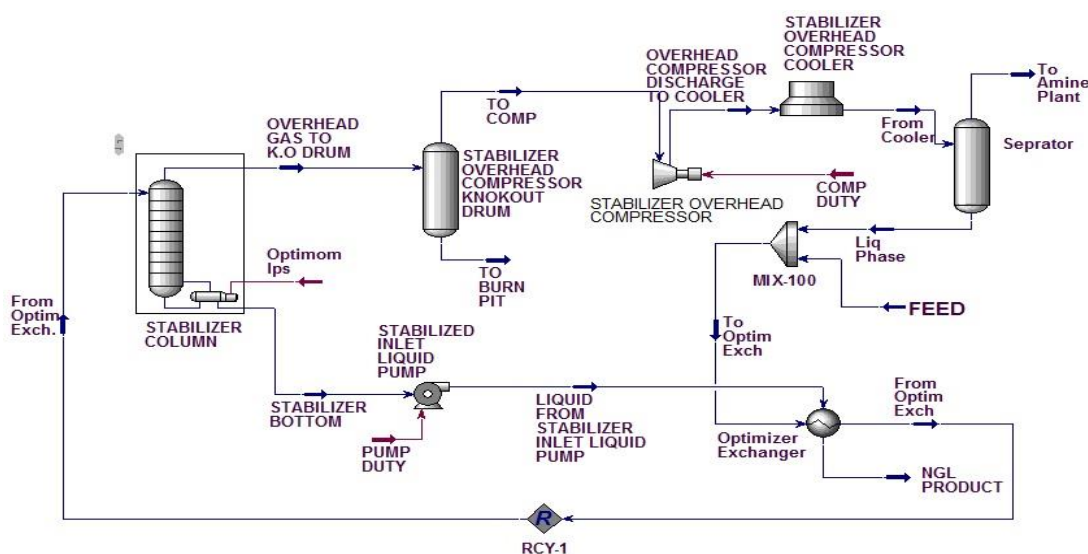 STABILIZER
OVERHEAD
COMPRESSOR
COOLER
OVERHEAD
COMPRESSOR
DISCHARGE
TO COOLER
To
Amine
Plant
TO
COMP
From
Cooler
Seprator
OVERHEAD
GAS TO
K.O DRUM
STABILIZER
OVERHEAD
COMPRESSOR
KNOKOUT
DRUM
COMP
DUTY
STABILIZER OVERHEAD
COMPRESSOR
Liq
Phase
MIX-100
FEED
TO
BURN
PIT
Optimom
Ips
From
Optim
Exch.
STABILIZER
COLUMN
STABILIZED
INLET
LIQUID
PUMP
To
Optim
Exch
STABILIZER
BOTTOM
PUMP
DUTY
LIQUID
FROM
STABILIZER
INLET LIQUID
PUMP
From
Optim
Exch
Optimizer
Exchanger
NGL
PRODUCT
R
RCY-1